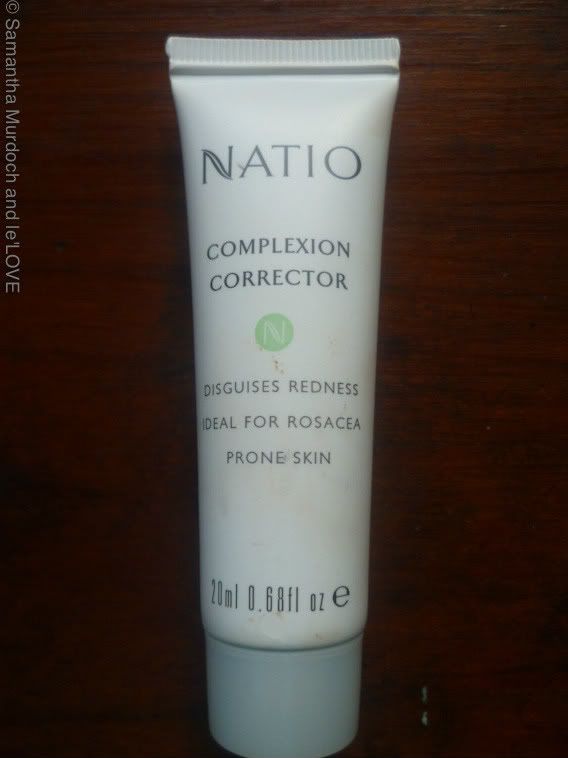 © Samantha Murdoch and le'LOVE
NATIO
COMPLEXION
CORRECTOR
N
DISGUISES REDNESS
IDEAL FOR ROSACEA
PRONE SKIN
20ml 0.68fl oz e